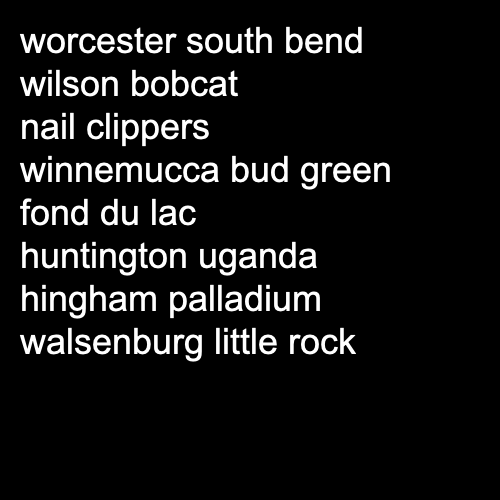 worcester south bend
wilson bobcat
nail clippers
winnemucca bud green
fond du lac
huntington uganda
hingham palladium
walsenburg little rock